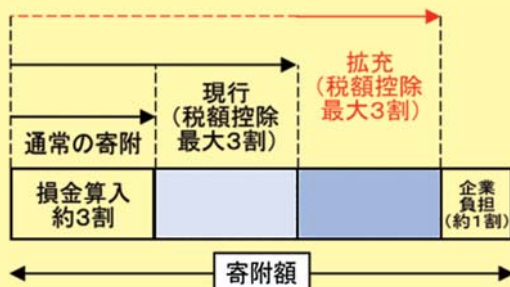 拡充
(税額控除
最大3割)
現行
(税額控除
最大3割)
通常の寄附
損金算入
約3割
企業
負担
(約1割)
寄附額